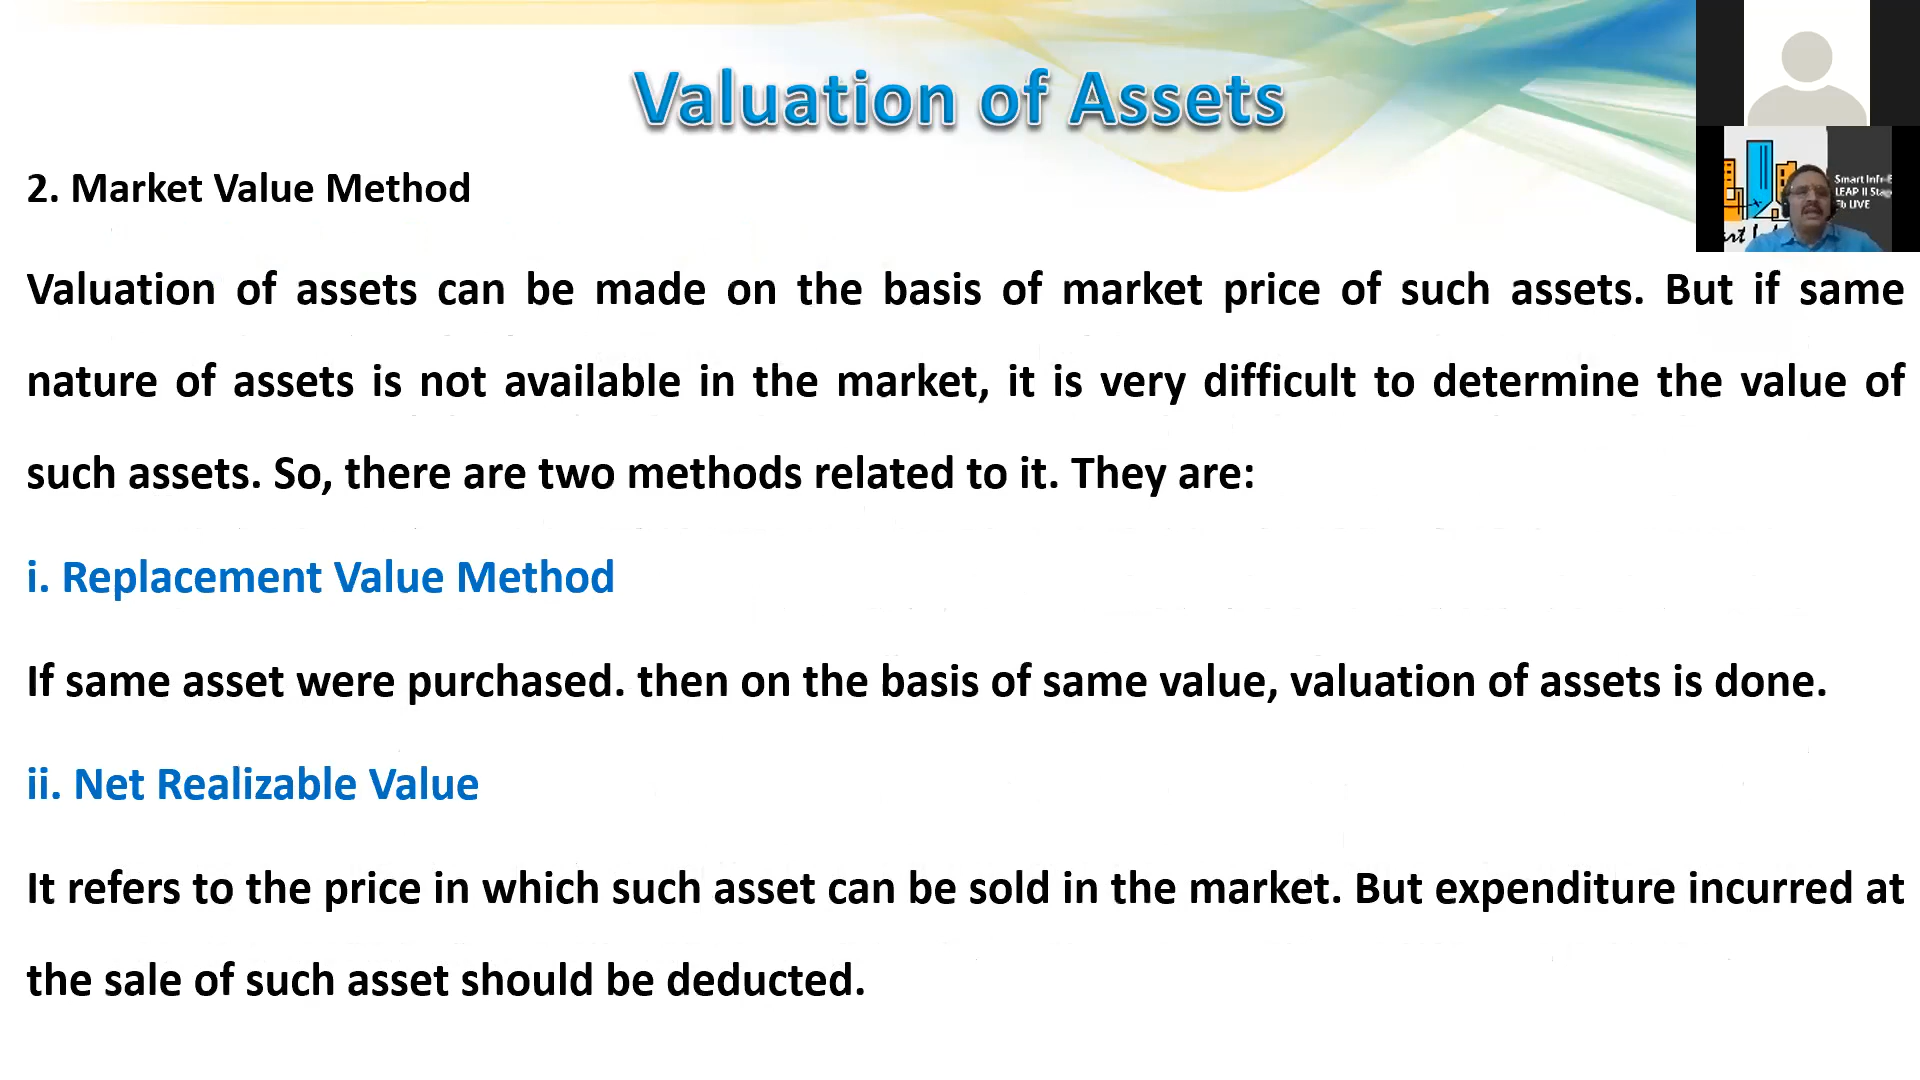 Valuation of Assets
2. Market Value Method
Valuation of assets can be made on the basis of market price of such assets. But if same
nature of assets is not available in the market, it is very difficult to determine the value of
such assets. So, there are two methods related to it. They are:
i. Replacement Value Method
If same asset were purchased. then on the basis of same value, valuation of assets is done.
ii. Net Realizable Value
It refers to the price in which such asset can be sold in the market. But expenditure incurred at
the sale of such asset should be deducted.
Smart Infr
LEAP II
LIVE